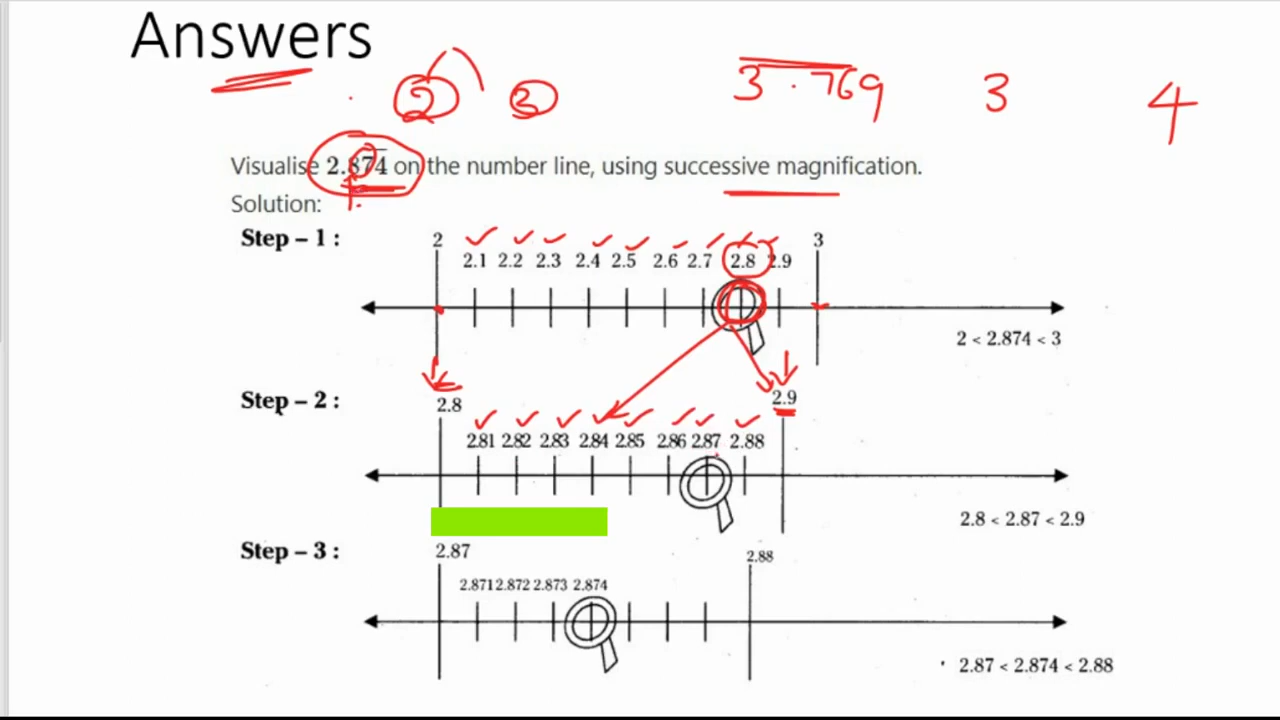 Answers
2 3 3.769 3 4
Visualise 2.874 on the number line, using successive magnification.
Solution:
Step – 1 :
2 3
2.1 2.2 2.3 2.4 2.5 2.6 2.7 2.8 2.9
2 < 2.874 < 3
Step – 2 :
2.8 2.9
2.81 2.82 2.83 2.84 2.85 2.86 2.87 2.88
2.8 < 2.87 < 2.9
Step – 3 :
2.87 2.88
2.871 2.872 2.873 2.874
2.87 < 2.874 < 2.88